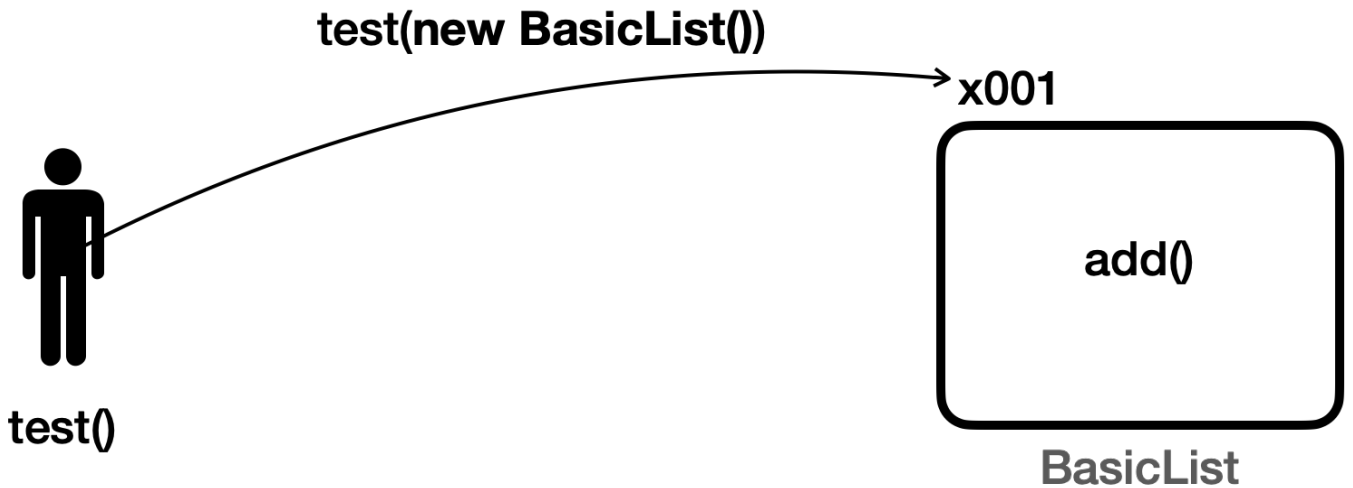 test(new BasicList())
x001
add()
test()
BasicList